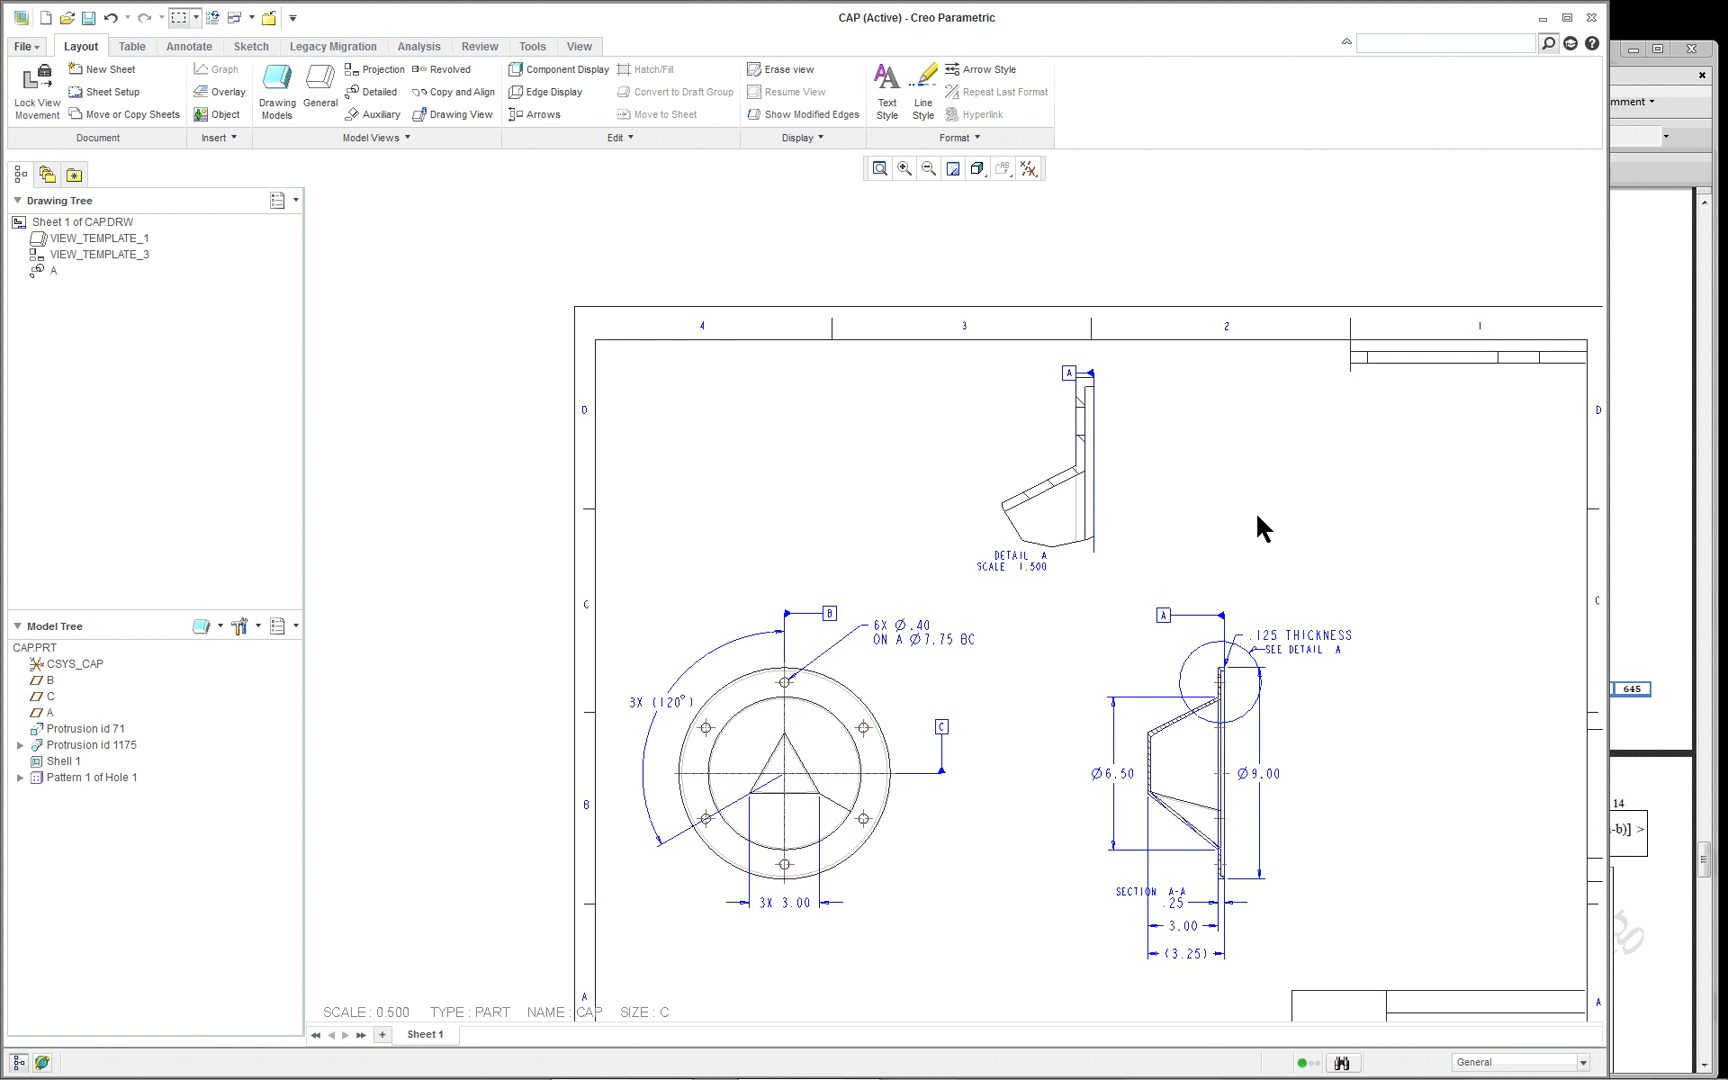 CAP (Active) - Creo Parametric
File
Layout
Table
Annotate
Sketch
Legacy Migration
Analysis
Review
Tools
View
New Sheet
Sheet Setup
Move or Copy Sheets
Lock View
Movement
Document
Graph
Overlay
Object
Insert
Drawing
Models
General
Projection
Revolved
Detailed
Copy and Align
Auxiliary
Drawing View
Model Views
Component Display
Hatch/Fill
Edge Display
Convert to Draft Group
Arrows
Move to Sheet
Edit
Erase view
Resume View
Show Modified Edges
Display
Text
Style
Line
Style
Arrow Style
Repeat Last Format
Hyperlink
Format
mment
Drawing Tree
Sheet 1 of CAP.DRW
VIEW_TEMPLATE_1
VIEW_TEMPLATE_3
A
Model Tree
CAP.PRT
CSYS_CAP
B
C
A
Protrusion id 71
Protrusion id 1175
Shell 1
Pattern 1 of Hole 1
4 3 2 1
D D
A
DETAIL A
SCALE 1.500
C C
B
6X Ø.40
ON A Ø7.75 BC
3X (120°)
C
3X 3.00
A
.125 THICKNESS
SEE DETAIL A
Ø6.50
Ø9.00
SECTION A-A
.25
3.00
(3.25)
B
A A
SCALE : 0.500 TYPE : PART NAME : CAP SIZE : C
Sheet 1
General
645
14
-b)] >